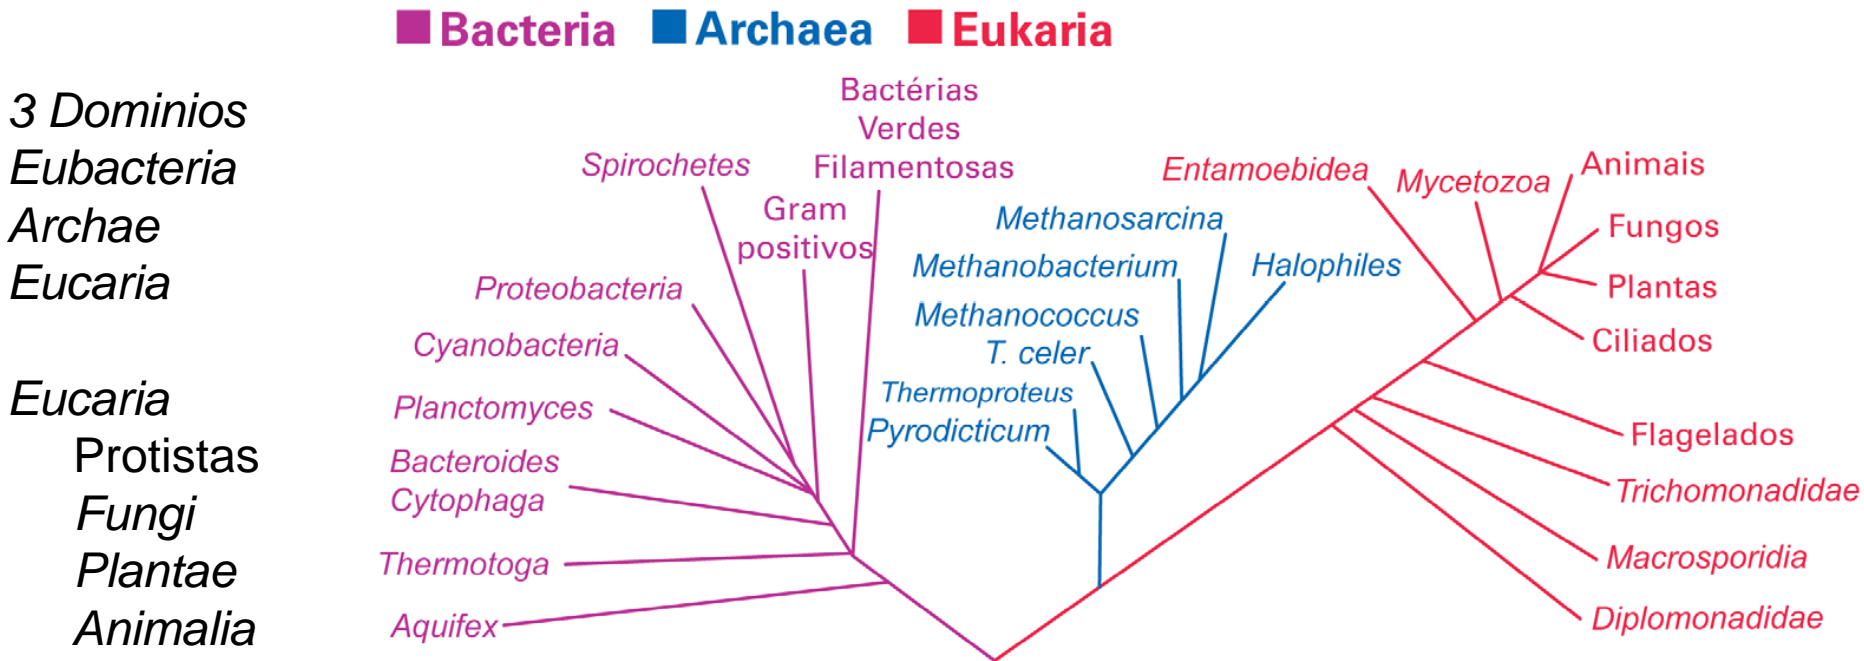 Bacteria Archaea Eukaria
3 Dominios
Eubacteria
Archae
Eucaria
Eucaria
Protistas
Fungi
Plantae
Animalia
Bactérias
Verdes
Filamentosas
Spirochetes
Gram
positivos
Proteobacteria
Cyanobacteria
Planctomyces
Bacteroides
Cytophaga
Thermotoga
Aquifex
Methanosarcina
Methanobacterium
Halophiles
Methanococcus
T. celer
Thermoproteus
Pyrodicticum
Entamoebidea
Mycetozoa
Animais
Fungos
Plantas
Ciliados
Flagelados
Trichomonadidae
Macrosporidia
Diplomonadidae